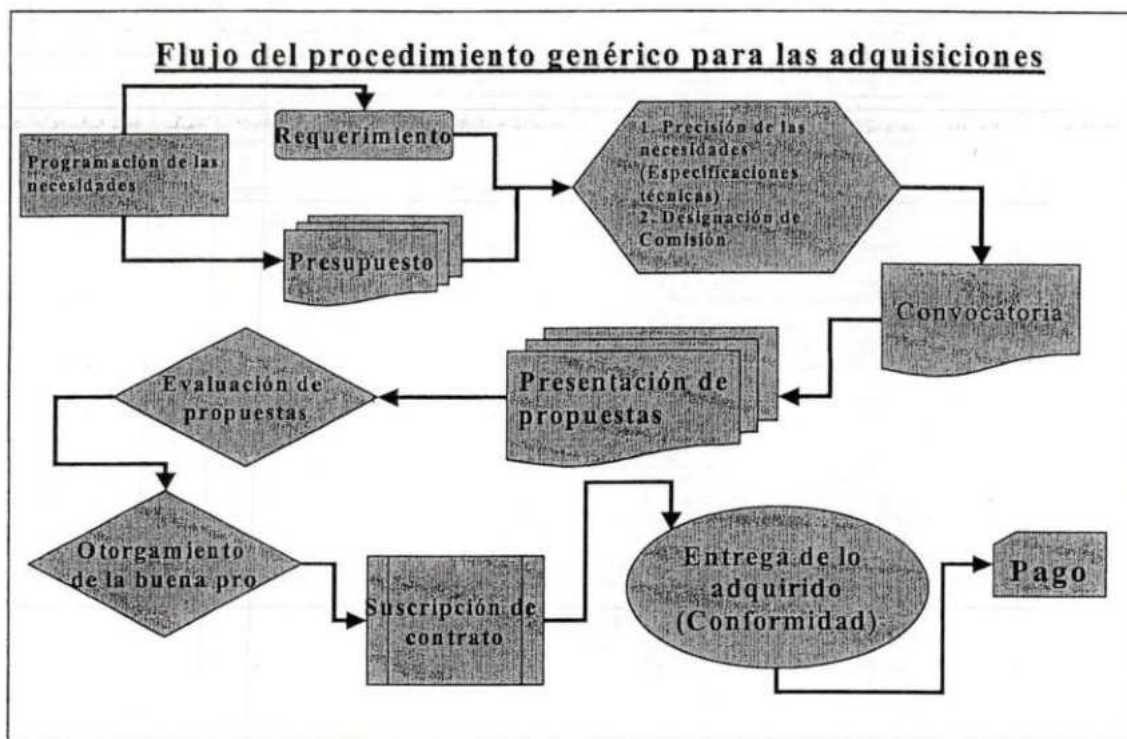 Flujo del procedimiento genérico para las adquisiciones
Requerimiento
Programación de las
necesidades
Presupuesto
1. Precisión de las
necesidades
(Especificaciones
técnicas)
2. Designación de
Comisión
Convocatoria
Presentación de
propuestas
Evaluación de
propuestas
Otorgamiento
de la buena pro
Suscripción de
contrato
Entrega de lo
adquirido
(Conformidad)
Pago